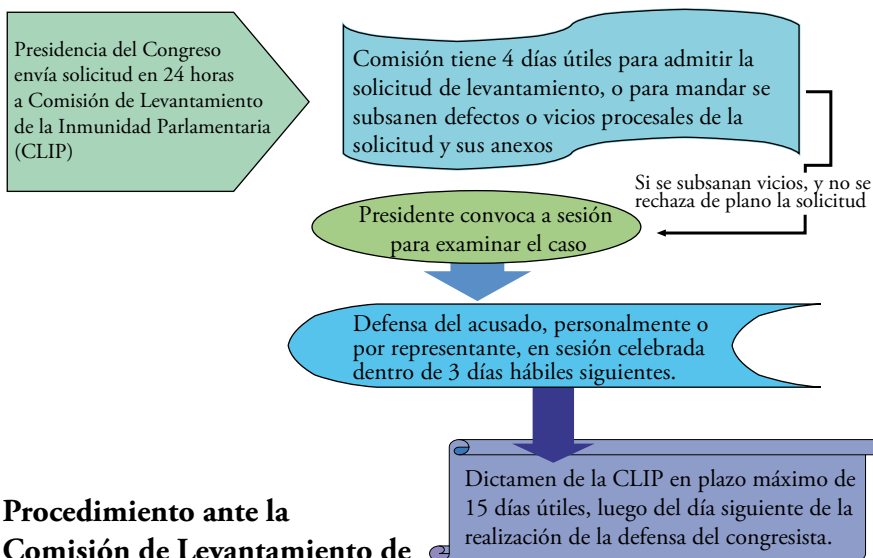 Presidencia del Congreso
envía solicitud en 24 horas
a Comisión de Levantamiento
de la Inmunidad Parlamentaria
(CLIP)
Comisión tiene 4 días útiles para admitir la
solicitud de levantamiento, o para mandar se
subsanen defectos o vicios procesales de la
solicitud y sus anexos
Si se subsanan vicios, y no se
rechaza de plano la solicitud
Presidente convoca a sesión
para examinar el caso
Defensa del acusado, personalmente o
por representante, en sesión celebrada
dentro de 3 días hábiles siguientes.
Dictamen de la CLIP en plazo máximo de
15 días útiles, luego del día siguiente de la
realización de la defensa del congresista.
Procedimiento ante la
Comisión de Levantamiento de